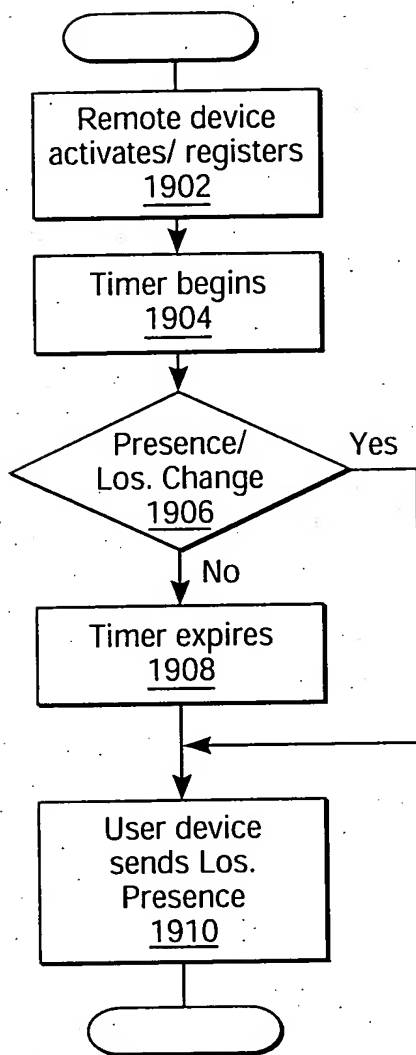 Remote device
activates/ registers
1902
Timer begins
1904
Presence/
Los. Change
1906
Yes
No
Timer expires
1908
User device
sends Los.
Presence
1910